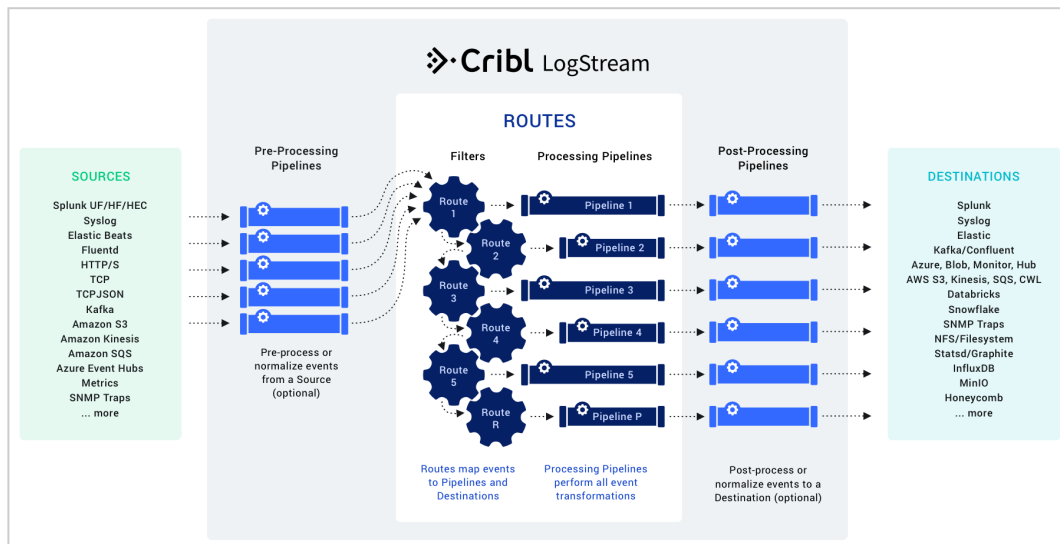 Cribl LogStream
ROUTES
Pre-Processing
Pipelines
Filters
Processing Pipelines
Post-Processing
Pipelines
SOURCES
Splunk UF/HF/HEC
Syslog
Elastic Beats
Fluentd
HTTP/S
TCP
TCPJSON
Kafka
Amazon S3
Amazon Kinesis
Amazon SQS
Azure Event Hubs
Metrics
SNMP Traps
... more
Pre-process or
normalize events
from a Source
(optional)
Route
1
Route
2
Route
3
Route
4
Route
5
Route
R
Pipeline 1
Pipeline 2
Pipeline 3
Pipeline 4
Pipeline 5
Pipeline P
Routes map events
to Pipelines and
Destinations
Processing Pipelines
perform all event
transformations
Post-process or
normalize events to a
Destination (optional)
DESTINATIONS
Splunk
Syslog
Elastic
Kafka/Confluent
Azure, Blob, Monitor, Hub
AWS S3, Kinesis, SQS, CWL
Databricks
Snowflake
SNMP Traps
NFS/Filesystem
Statsd/Graphite
InfluxDB
MinIO
Honeycomb
... more